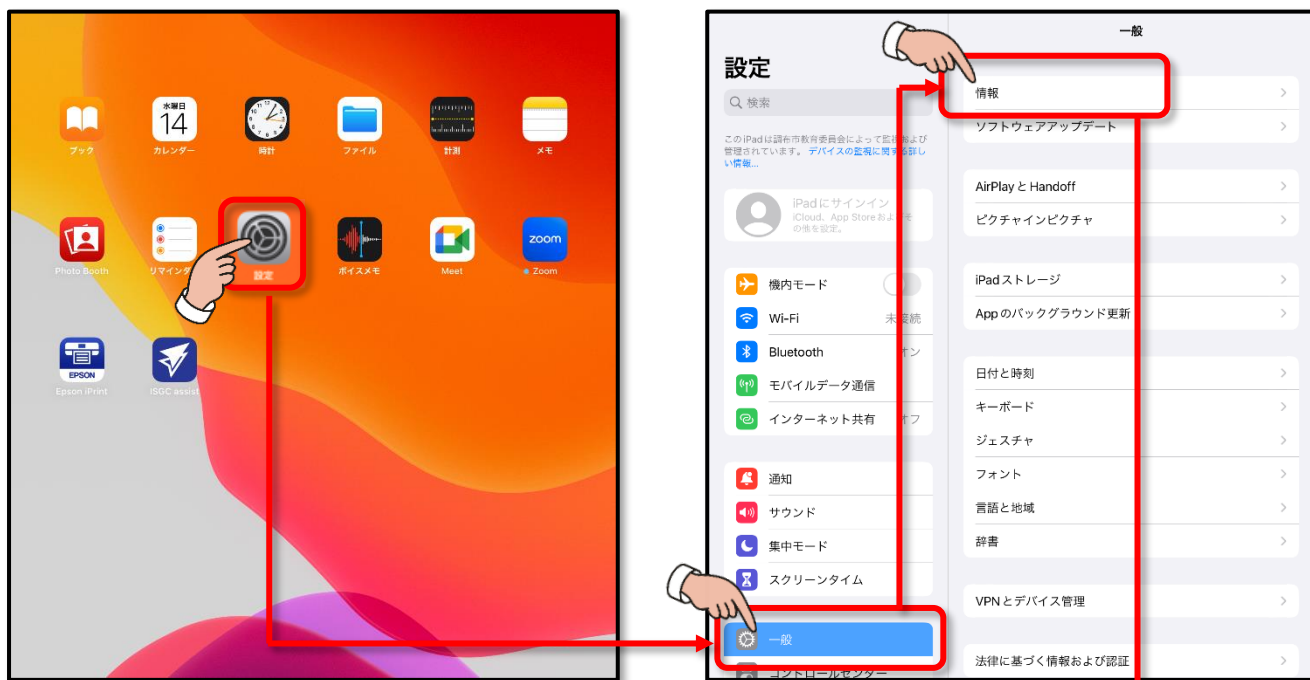 水曜日
14
ブック
カレンダー
時計
ファイル
計測
メモ
zoom
Photo Booth
設定
ボイスメモ
Meet
Zoom
EPSON
Epson iPrint
ISGC assist
設定
検索
このiPadは調布市教育委員会によって監視および
管理されています。デバイスの監視に関する詳し
い情報...
iPadにサインイン
iCloud、App Storeおよびそ
の他を設定。
機内モード
Wi-Fi
未接続
Bluetooth
オン
モバイルデータ通信
インターネット共有
オフ
通知
サウンド
集中モード
スクリーンタイム
一般
コントロールセンター
一般
情報
ソフトウェアアップデート
AirPlayとHandoff
ピクチャインピクチャ
iPadストレージ
Appのバックグラウンド更新
日付と時刻
キーボード
ジェスチャ
フォント
言語と地域
辞書
VPNとデバイス管理
法律に基づく情報および認証